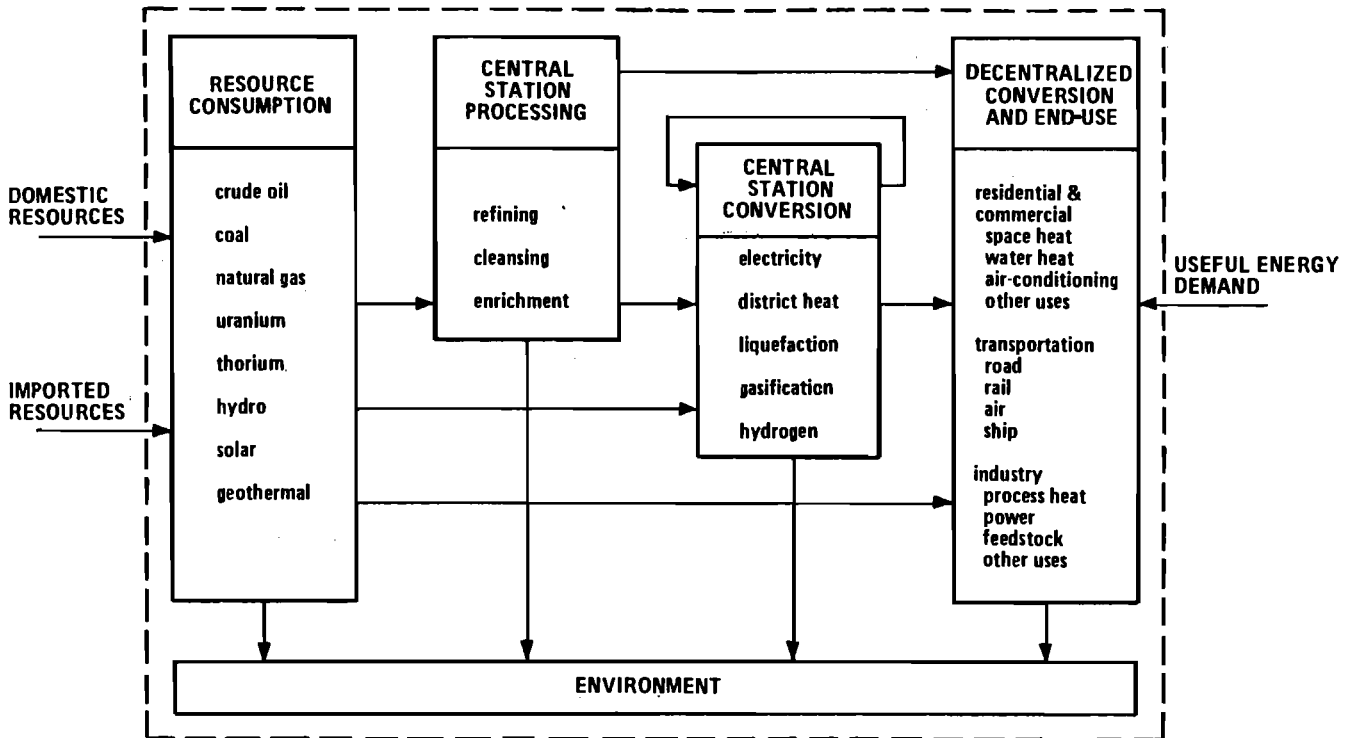 DOMESTIC
RESOURCES
IMPORTED
RESOURCES
RESOURCE
CONSUMPTION
crude oil
coal
natural gas
uranium
thorium
hydro
solar
geothermal
CENTRAL
STATION
PROCESSING
refining
cleansing
enrichment
CENTRAL
STATION
CONVERSION
electricity
district heat
liquefaction
gasification
hydrogen
DECENTRALIZED
CONVERSION
AND END-USE
residential &
commercial
space heat
water heat
air-conditioning
other uses
transportation
road
rail
air
ship
industry
process heat
power
feedstock
other uses
USEFUL ENERGY
DEMAND
ENVIRONMENT